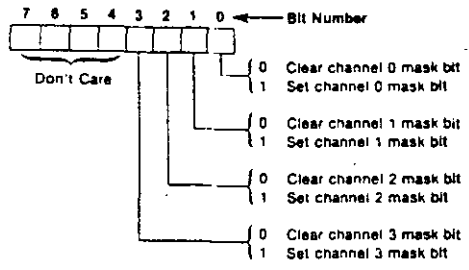 7 6 5 4 3 2 1 0 Bit Number
Don't Care
0 Clear channel 0 mask bit
1 Set channel 0 mask bit
0 Clear channel 1 mask bit
1 Set channel 1 mask bit
0 Clear channel 2 mask bit
1 Set channel 2 mask bit
0 Clear channel 3 mask bit
1 Set channel 3 mask bit